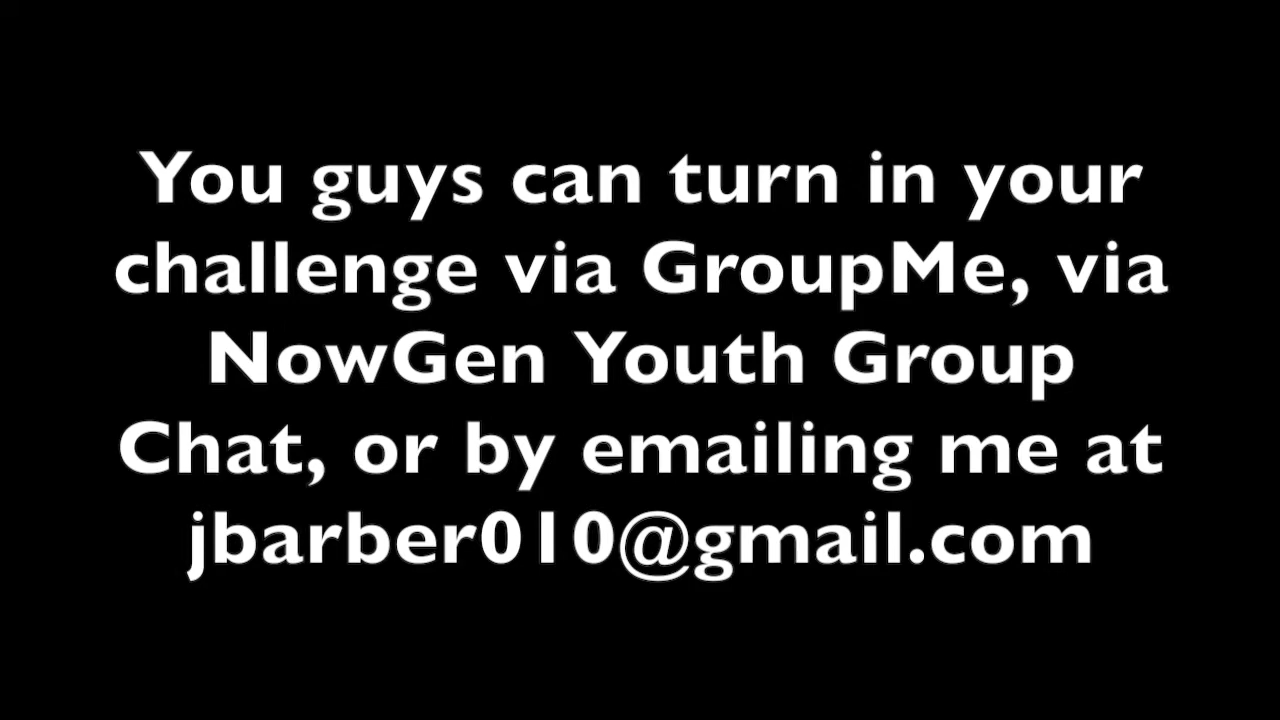 You guys can turn in your
challenge via GroupMe, via
NowGen Youth Group
Chat, or by emailing me at
jbarber010@gmail.com